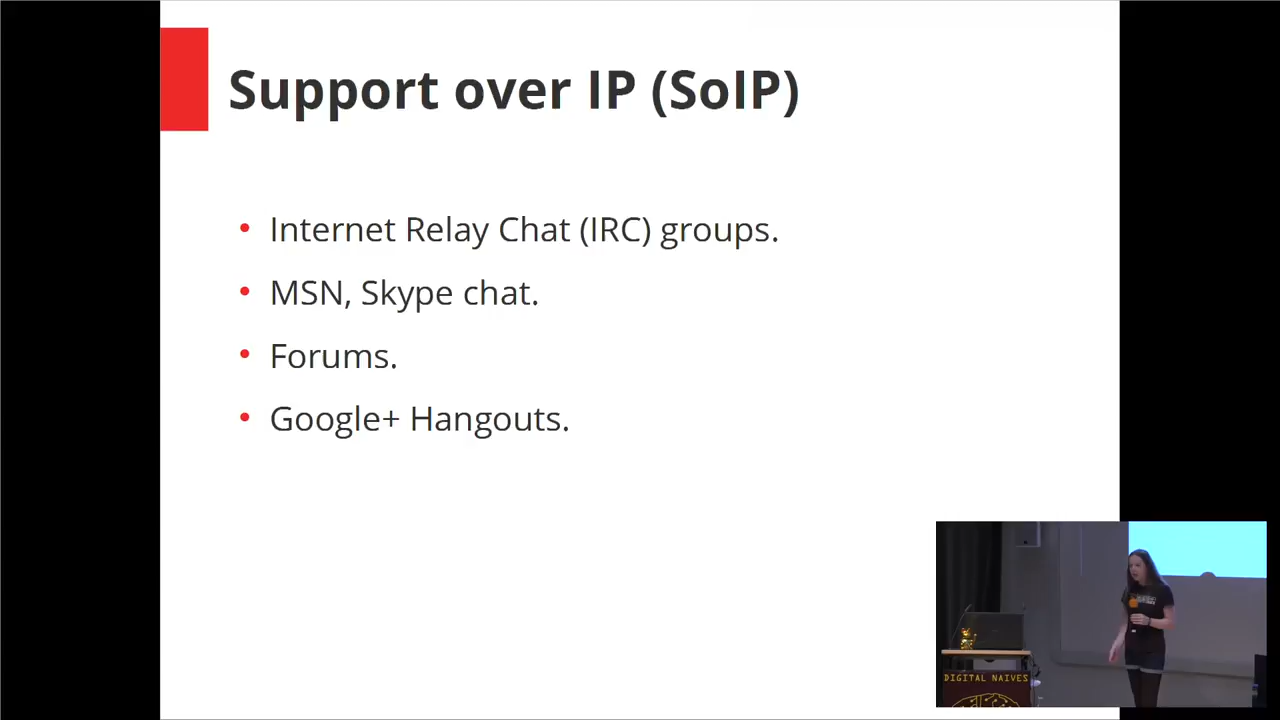 Support over IP (SoIP)
• Internet Relay Chat (IRC) groups.
• MSN, Skype chat.
• Forums.
• Google+ Hangouts.
DIGITAL NAIVES